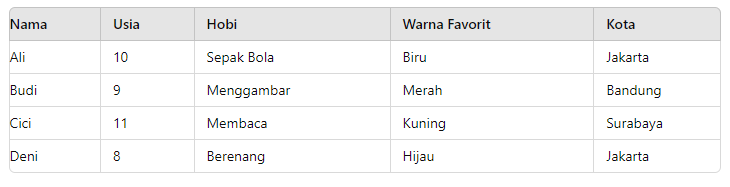 Nama Usia Hobi Warna Favorit Kota
Ali 10 Sepak Bola Biru Jakarta
Budi 9 Menggambar Merah Bandung
Cici 11 Membaca Kuning Surabaya
Deni 8 Berenang Hijau Jakarta